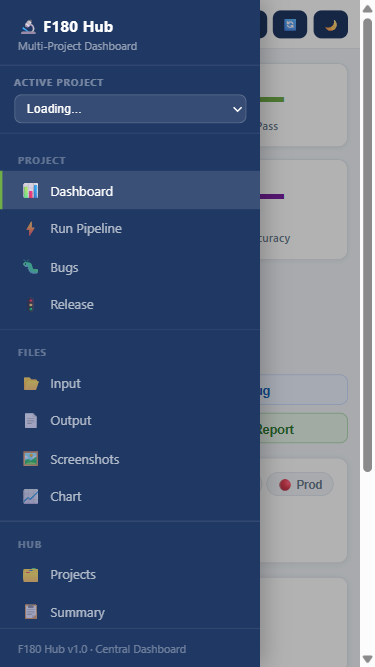 F180 Hub
Multi-Project Dashboard
ACTIVE PROJECT
Loading...
PROJECT
Dashboard
Run Pipeline
Bugs
Release
FILES
Input
Output
Screenshots
Chart
HUB
Projects
Summary
F180 Hub v1.0 · Central Dashboard
Pass
curacy
ug
Report
Prod